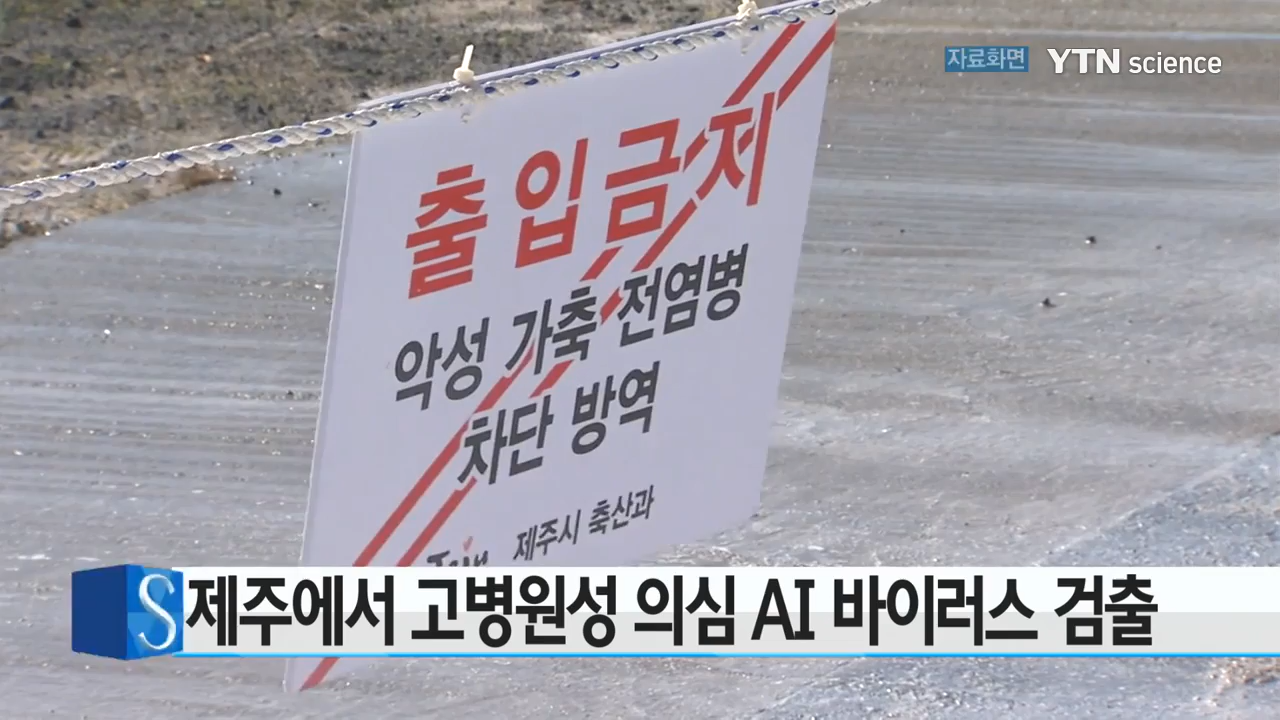 자료화면 YTN science
출입금지
악성 가축 전염병
차단 방역
제주시 축산과
S 제주에서 고병원성 의심 AI 바이러스 검출